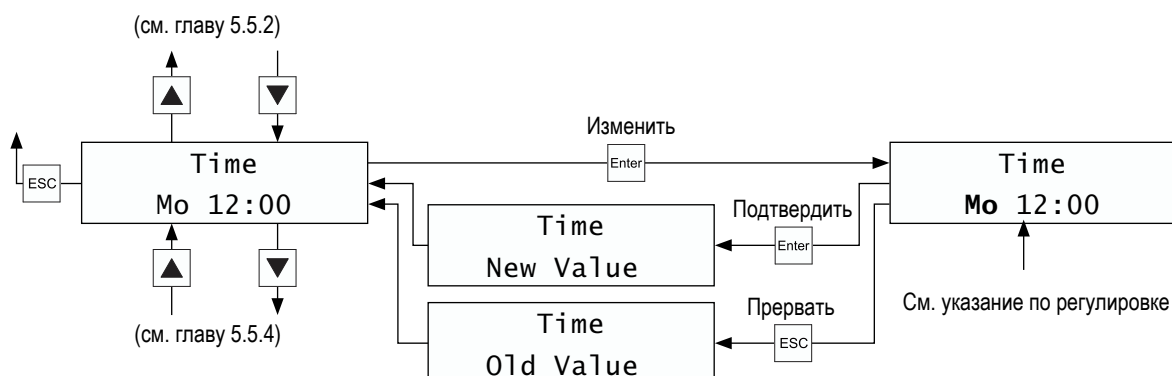 (см. главу 5.5.2)
Изменить
Enter
ESC
Time
Mo 12:00
Time
Mo 12:00
Подтвердить
Enter
Time
New Value
(см. главу 5.5.4)
Прервать
ESC
Time
Old Value
См. указание по регулировке